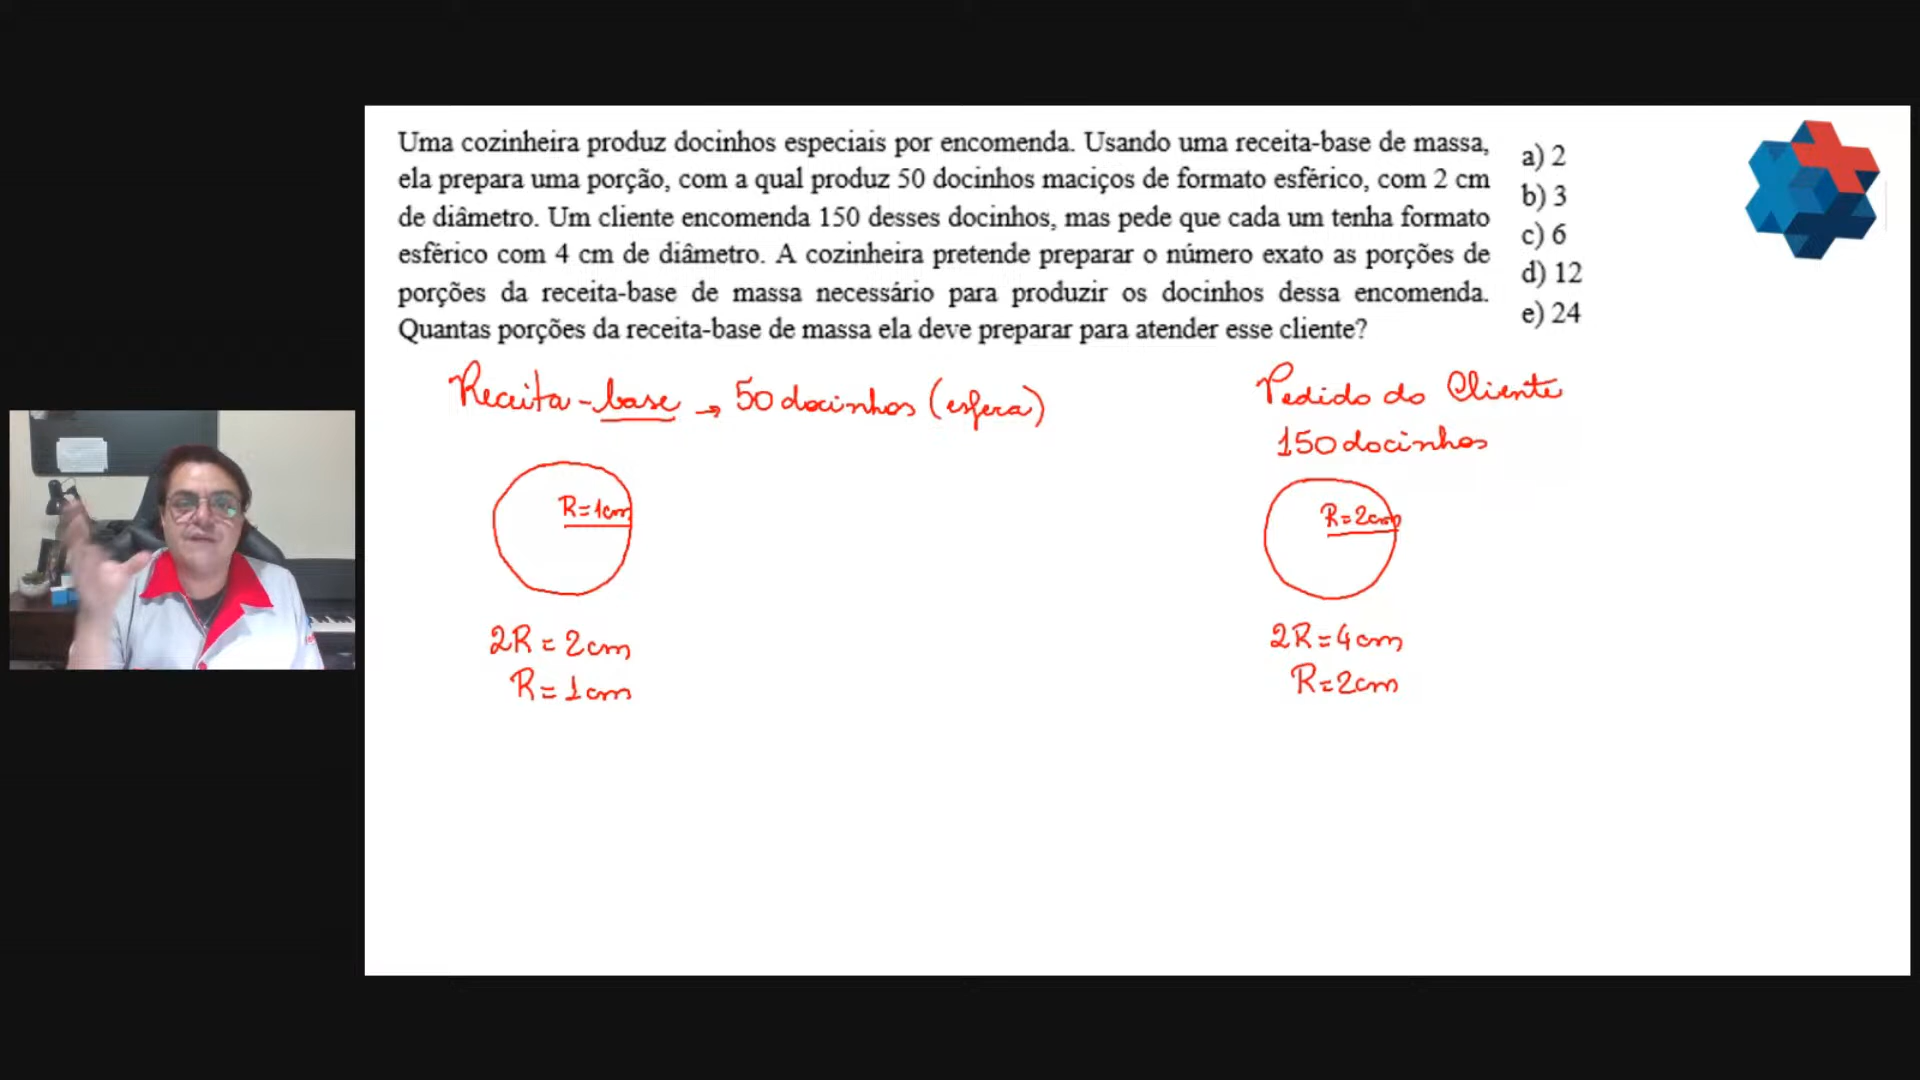 Uma cozinheira produz docinhos especiais por encomenda. Usando uma receita-base de massa,
ela prepara uma porção, com a qual produz 50 docinhos maciços de formato esférico, com 2 cm
de diâmetro. Um cliente encomenda 150 desses docinhos, mas pede que cada um tenha formato
esférico com 4 cm de diâmetro. A cozinheira pretende preparar o número exato as porções de
porções da receita-base de massa necessário para produzir os docinhos dessa encomenda.
Quantas porções da receita-base de massa ela deve preparar para atender esse cliente?
a) 2
b) 3
c) 6
d) 12
e) 24
Receita-base → 50 docinhos (esfera)
R=1cm
2R = 2cm
R=1cm
Pedido do Cliente
150 docinhos
R=2cm
2R=4cm
R=2cm